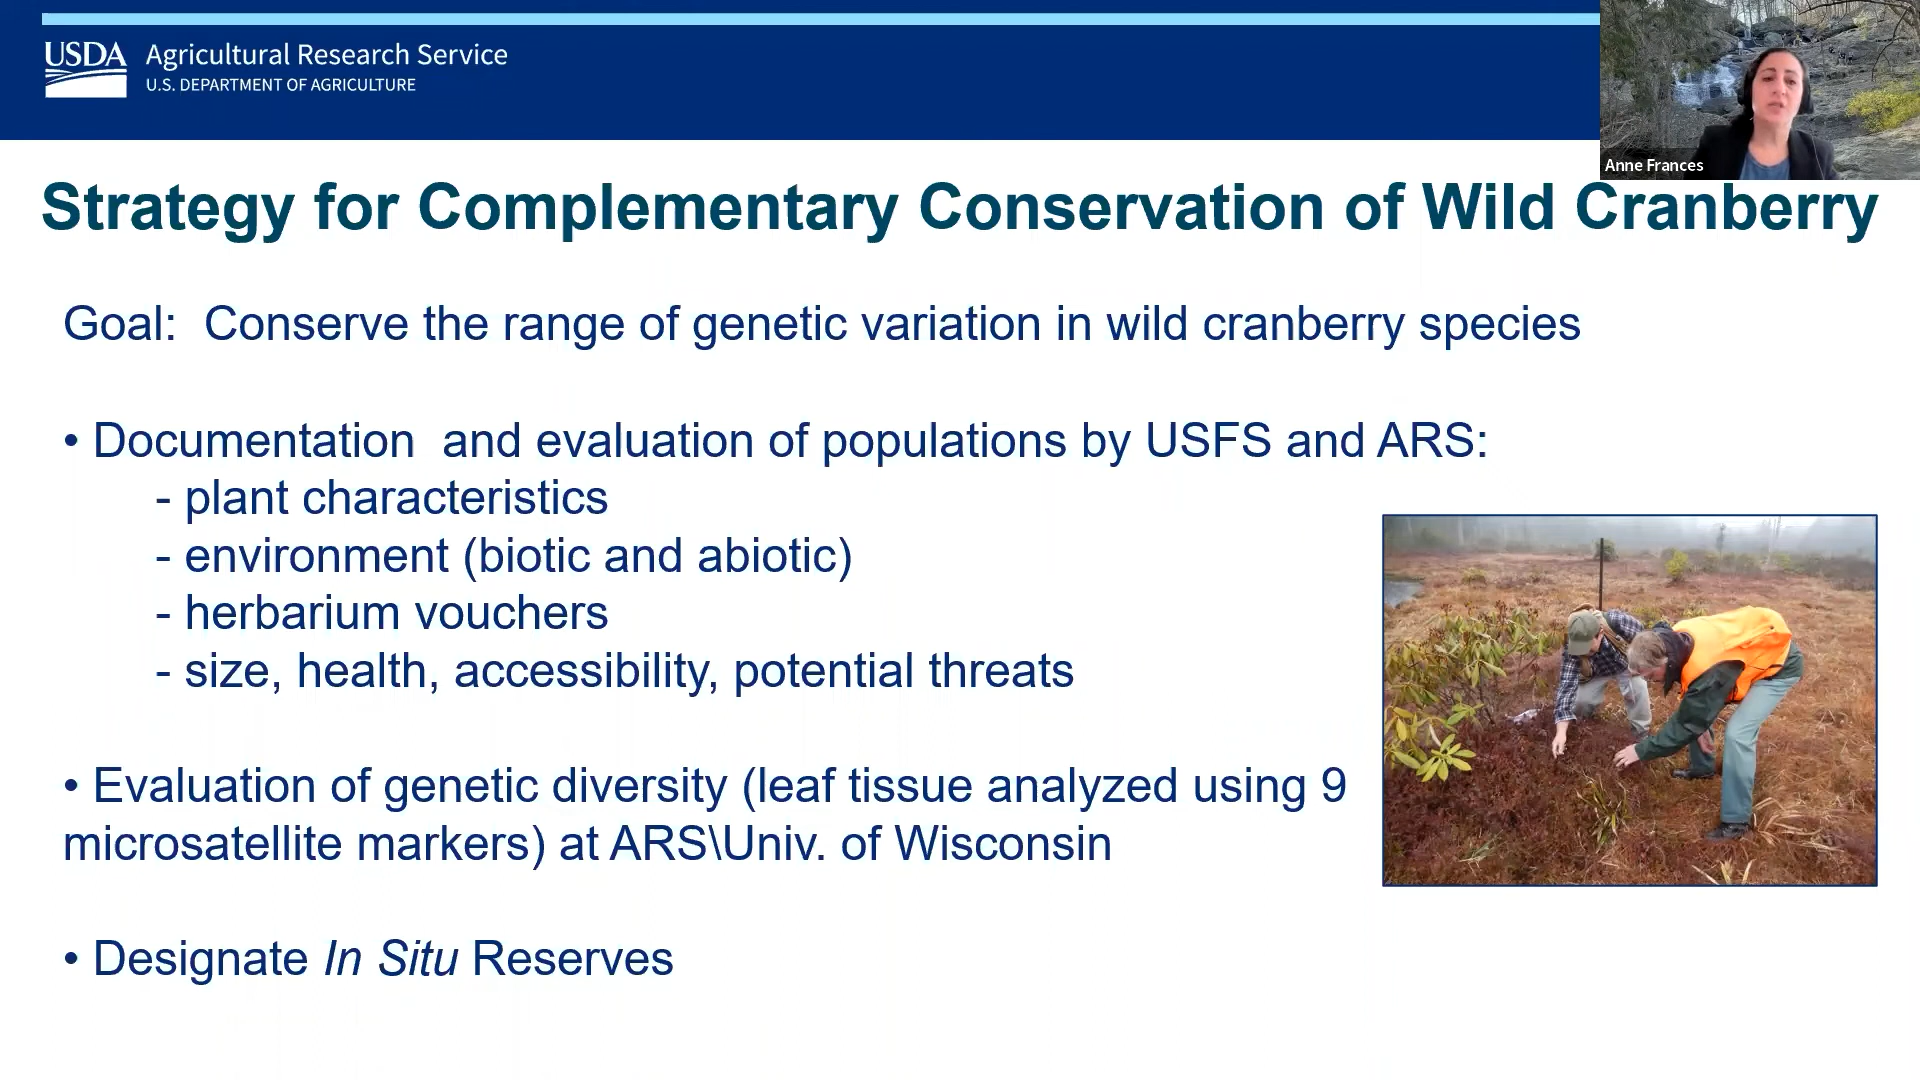 USDA Agricultural Research Service
U.S. DEPARTMENT OF AGRICULTURE
Anne Frances
Strategy for Complementary Conservation of Wild Cranberry
Goal: Conserve the range of genetic variation in wild cranberry species
• Documentation and evaluation of populations by USFS and ARS:
- plant characteristics
- environment (biotic and abiotic)
- herbarium vouchers
- size, health, accessibility, potential threats
• Evaluation of genetic diversity (leaf tissue analyzed using 9
microsatellite markers) at ARS\Univ. of Wisconsin
• Designate In Situ Reserves